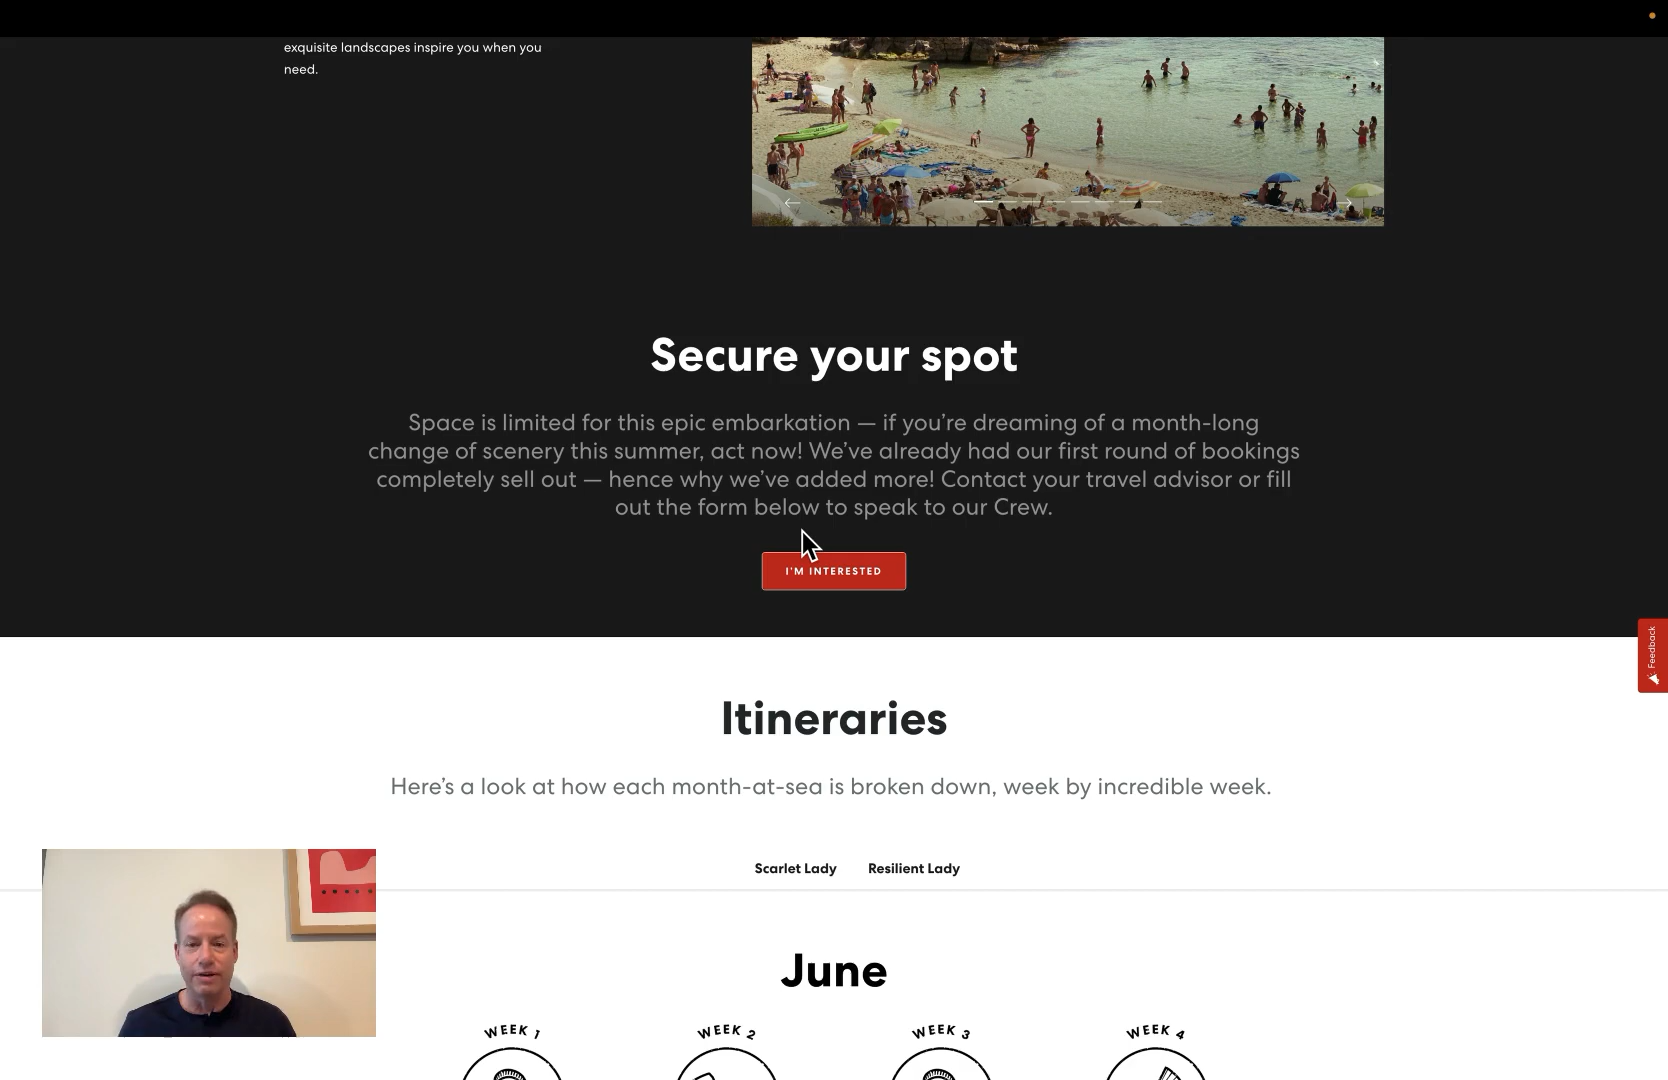 exquisite landscapes inspire you when you
need.
Secure your spot
Space is limited for this epic embarkation — if you’re dreaming of a month-long
change of scenery this summer, act now! We’ve already had our first round of bookings
completely sell out — hence why we’ve added more! Contact your travel advisor or fill
out the form below to speak to our Crew.
I'M INTERESTED
Feedback
Itineraries
Here’s a look at how each month-at-sea is broken down, week by incredible week.
Scarlet Lady Resilient Lady
June
WEEK 1 WEEK 2 WEEK 3 WEEK 4